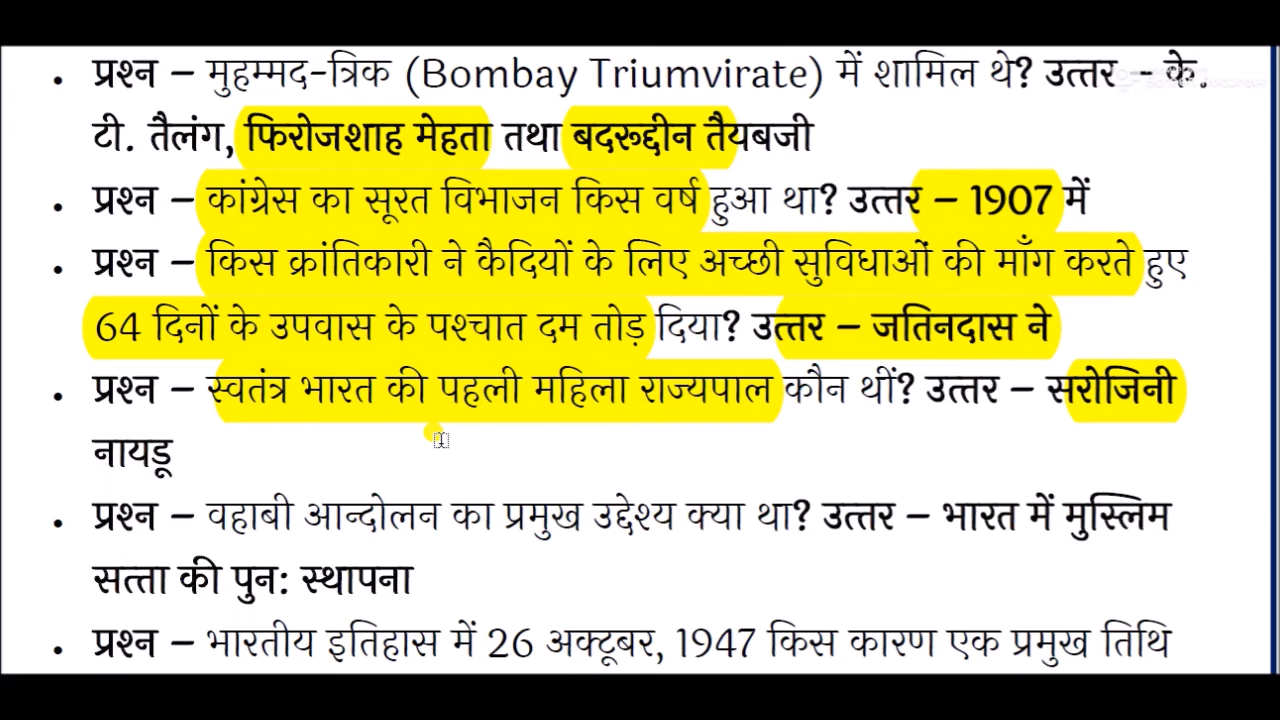 • प्रश्न – मुहम्मद-त्रिक (Bombay Triumvirate) में शामिल थे? उत्तर - के.
टी. तैलंग, फिरोजशाह मेहता तथा बदरूद्दीन तैयबजी
• प्रश्न – कांग्रेस का सूरत विभाजन किस वर्ष हुआ था? उत्तर – 1907 में
• प्रश्न – किस क्रांतिकारी ने कैदियों के लिए अच्छी सुविधाओं की माँग करते हुए
64 दिनों के उपवास के पश्चात दम तोड़ दिया? उत्तर – जतिनदास ने
• प्रश्न – स्वतंत्र भारत की पहली महिला राज्यपाल कौन थीं? उत्तर – सरोजिनी
नायडू
• प्रश्न – वहाबी आन्दोलन का प्रमुख उद्देश्य क्या था? उत्तर – भारत में मुस्लिम
सत्ता की पुन: स्थापना
• प्रश्न – भारतीय इतिहास में 26 अक्टूबर, 1947 किस कारण एक प्रमुख तिथि